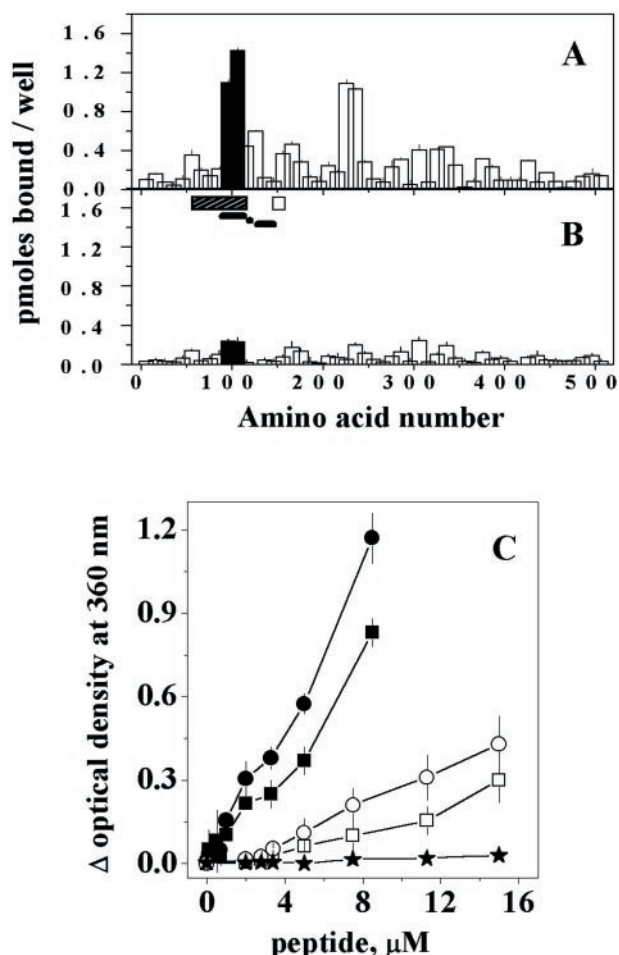 A
1.6
1.2
0.8
0.4
0.0
B
1.6
1.2
0.8
0.4
0.0
pmoles bound / well
0 100 200 300 400 500
Amino acid number
C
1.2
0.9
0.6
0.3
0.0
Δ optical density at 360 nm
0 4 8 12 16
peptide, μM